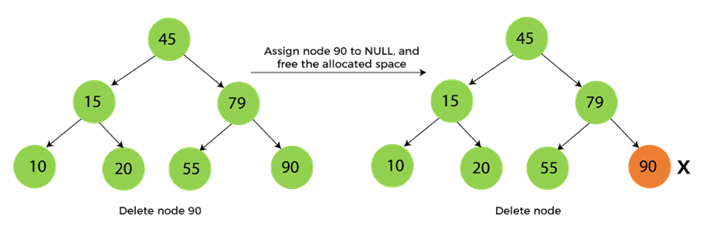 45
15
79
10
20
55
90
Delete node 90
Assign node 90 to NULL, and
free the allocated space
45
15
79
10
20
55
90
X
Delete node